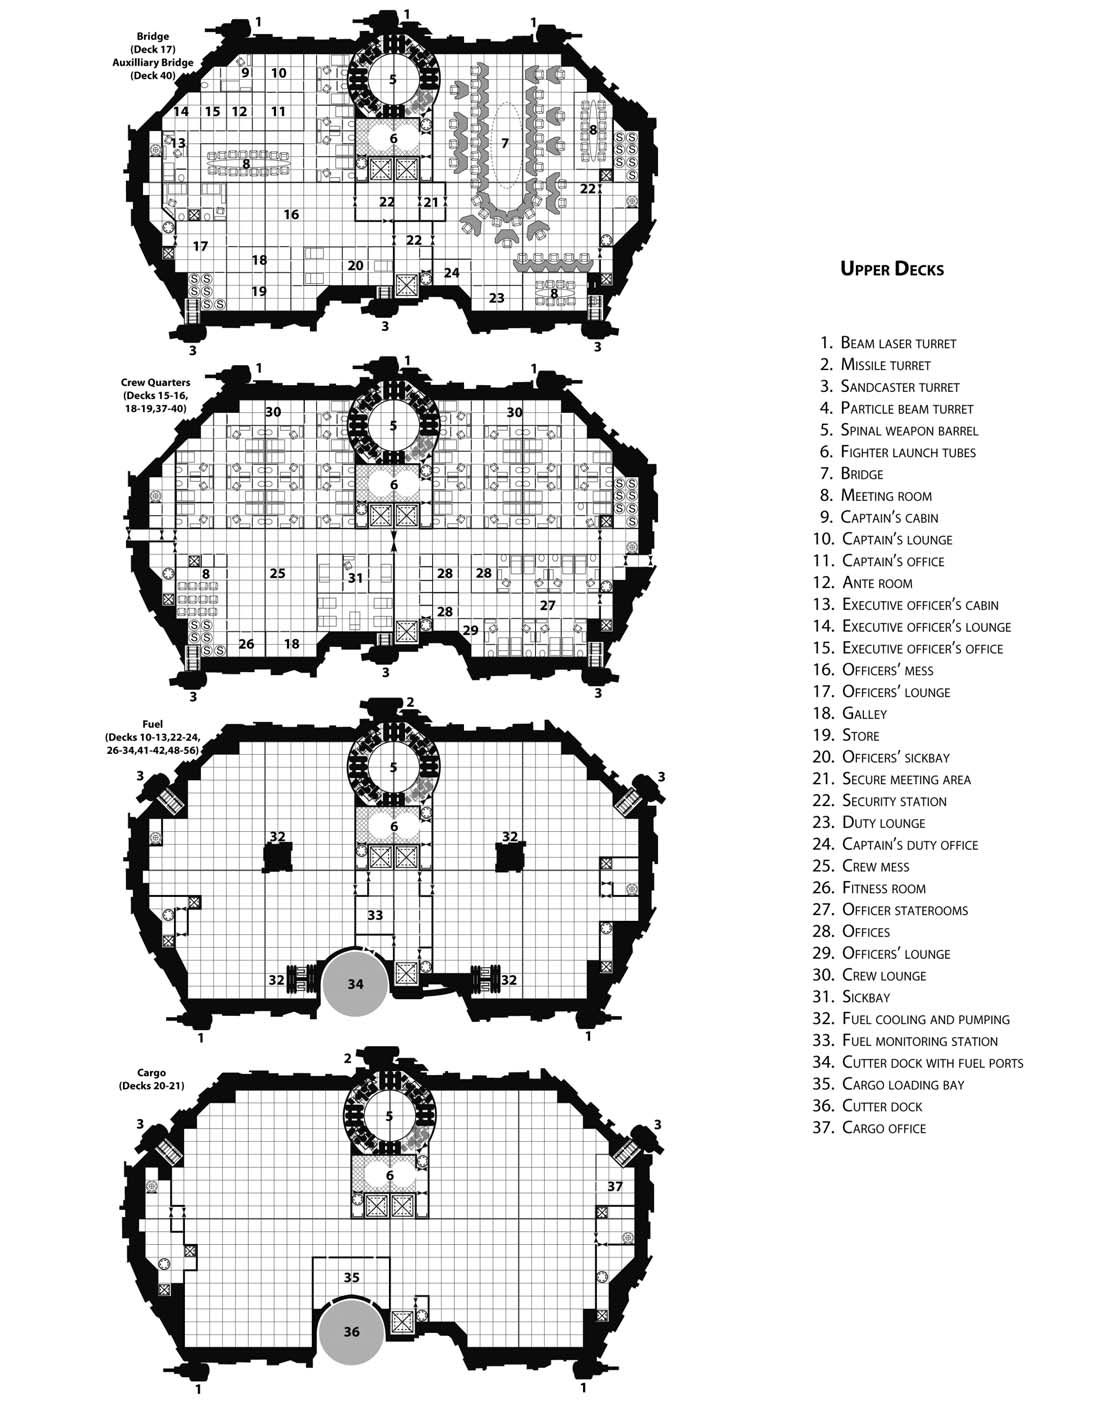 Bridge
(Deck 17)
Auxilliary Bridge
(Deck 40)
1
1
1
5
9
10
14
15
12
11
6
7
8
13
8
22
22
21
16
22
17
18
20
24
19
23
8
3
3
3
Crew Quarters
(Decks 15-16,
18-19,37-40)
1
1
1
30
30
5
6
8
25
31
28
28
28
27
26
18
29
3
3
3
Fuel
(Decks 10-13,22-24,
26-34,41-42,48-56)
2
3
3
5
6
32
32
33
32
34
32
1
1
Cargo
(Decks 20-21)
2
3
3
5
6
37
35
36
1
1
Upper Decks
1. Beam laser turret
2. Missile turret
3. Sandcaster turret
4. Particle beam turret
5. Spinal weapon barrel
6. Fighter launch tubes
7. Bridge
8. Meeting room
9. Captain's cabin
10. Captain's lounge
11. Captain's office
12. Ante room
13. Executive officer's cabin
14. Executive officer's lounge
15. Executive officer's office
16. Officers' mess
17. Officers' lounge
18. Galley
19. Store
20. Officers' sickbay
21. Secure meeting area
22. Security station
23. Duty lounge
24. Captain's duty office
25. Crew mess
26. Fitness room
27. Officer staterooms
28. Offices
29. Officers' lounge
30. Crew lounge
31. Sickbay
32. Fuel cooling and pumping
33. Fuel monitoring station
34. Cutter dock with fuel ports
35. Cargo loading bay
36. Cutter dock
37. Cargo office